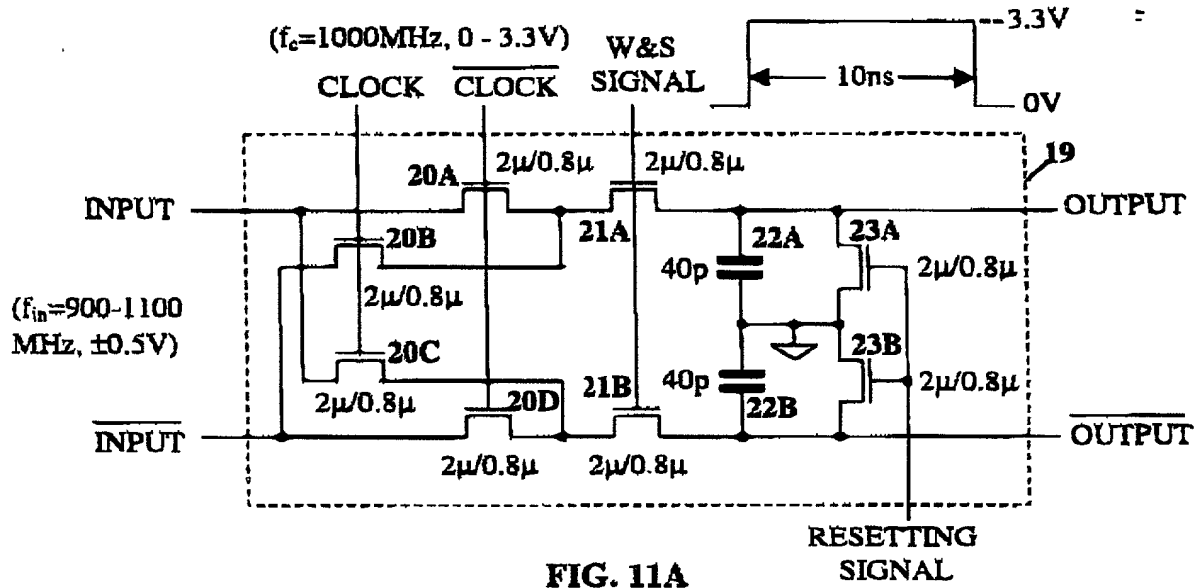 (fc=1000MHz, 0 - 3.3V)
CLOCK
CLOCK
W&S
SIGNAL
3.3V
10ns
0V
19
2μ/0.8μ
2μ/0.8μ
20A
INPUT
OUTPUT
20B
21A
22A
23A
40p
2μ/0.8μ
2μ/0.8μ
(fin=900-1100
MHz, ±0.5V)
20C
21B
23B
40p
2μ/0.8μ
2μ/0.8μ
20D
22B
INPUT
OUTPUT
2μ/0.8μ
2μ/0.8μ
RESETTING
SIGNAL
FIG. 11A